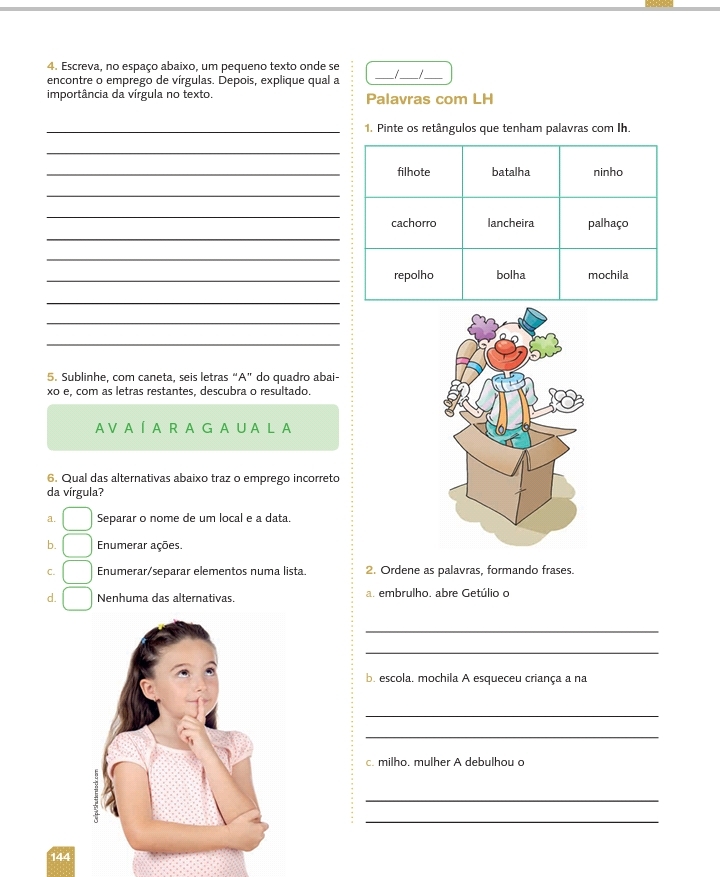 4. Escreva, no espaço abaixo, um pequeno texto onde se
encontre o emprego de vírgulas. Depois, explique qual a
importância da vírgula no texto.
5. Sublinhe, com caneta, seis letras “A” do quadro abai-
xo e, com as letras restantes, descubra o resultado.
A V A Í A R A G A U A L A
6. Qual das alternativas abaixo traz o emprego incorreto
da vírgula?
a. Separar o nome de um local e a data.
b. Enumerar ações.
c. Enumerar/separar elementos numa lista.
d. Nenhuma das alternativas.
Celpi/Shutterstock.com
144
___/___/___
Palavras com LH
1. Pinte os retângulos que tenham palavras com lh.
filhote batalha ninho
cachorro lancheira palhaço
repolho bolha mochila
2. Ordene as palavras, formando frases.
a. embrulho. abre Getúlio o
b. escola. mochila A esqueceu criança a na
c. milho. mulher A debulhou o